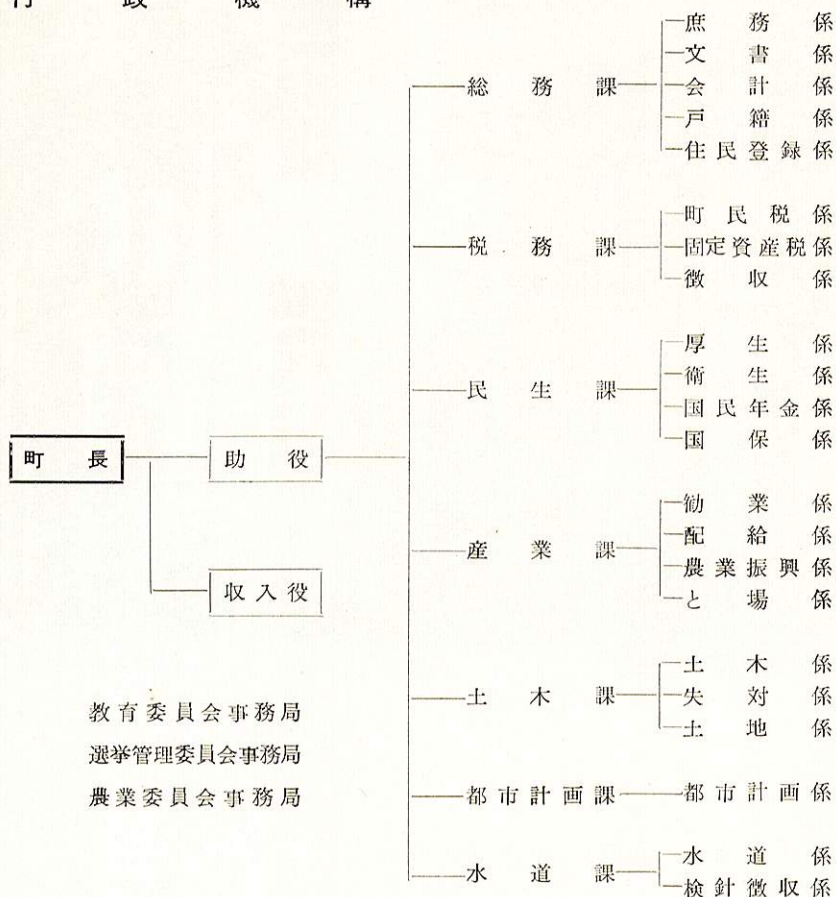 行政機構
町長
助役
収入役
教育委員会事務局
選挙管理委員会事務局
農業委員会事務局
総務課
庶務係
文書係
会計係
戸籍係
住民登録係
税務課
町民税係
固定資産税係
徴収係
民生課
厚生係
衛生係
国民年金係
国保係
産業課
勧業係
配給係
農業振興係
と場係
土木課
土木係
失対係
土地係
都市計画課
都市計画係
水道課
水道係
検針徴収係